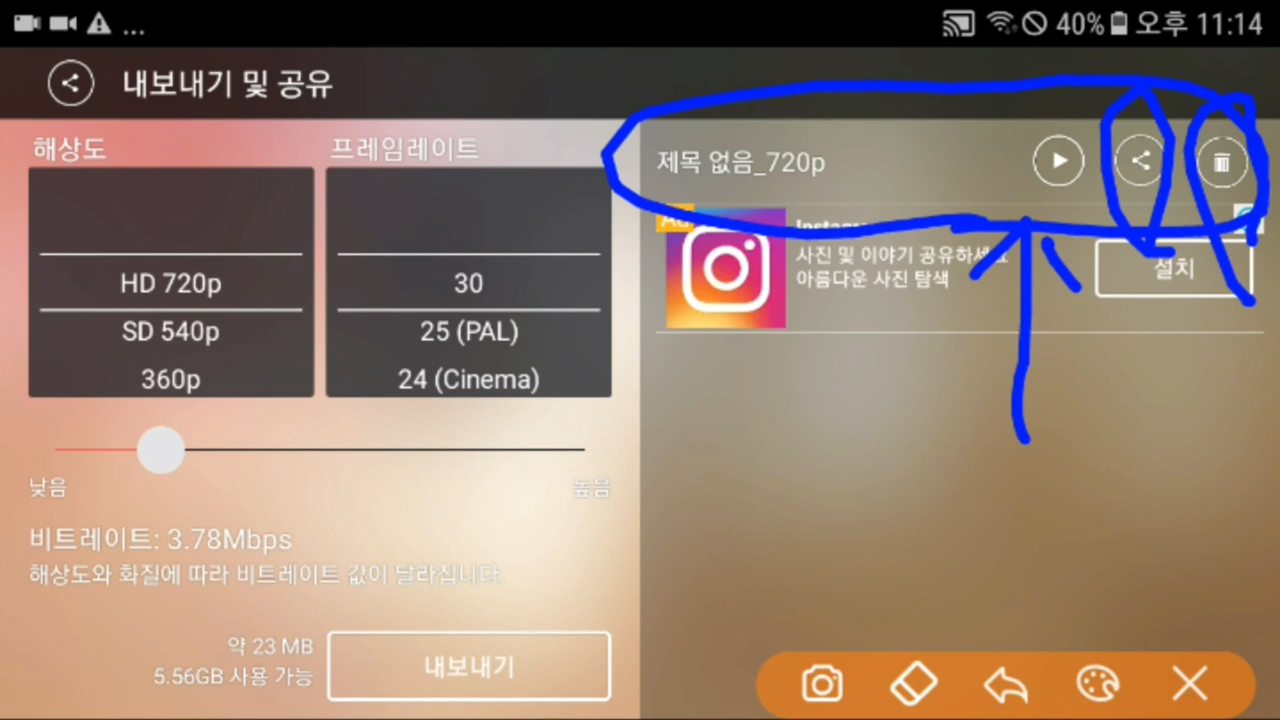 ... 40% 오후 11:14
내보내기 및 공유
해상도
프레임레이트
HD 720p
SD 540p
360p
30
25 (PAL)
24 (Cinema)
낮음
높음
비트레이트: 3.78Mbps
해상도와 화질에 따라 비트레이트 값이 달라집니다.
약 23 MB
5.56GB 사용 가능
내보내기
제목 없음_720p
Ad
사진 및 이야기 공유하세요
아름다운 사진 탐색
설치